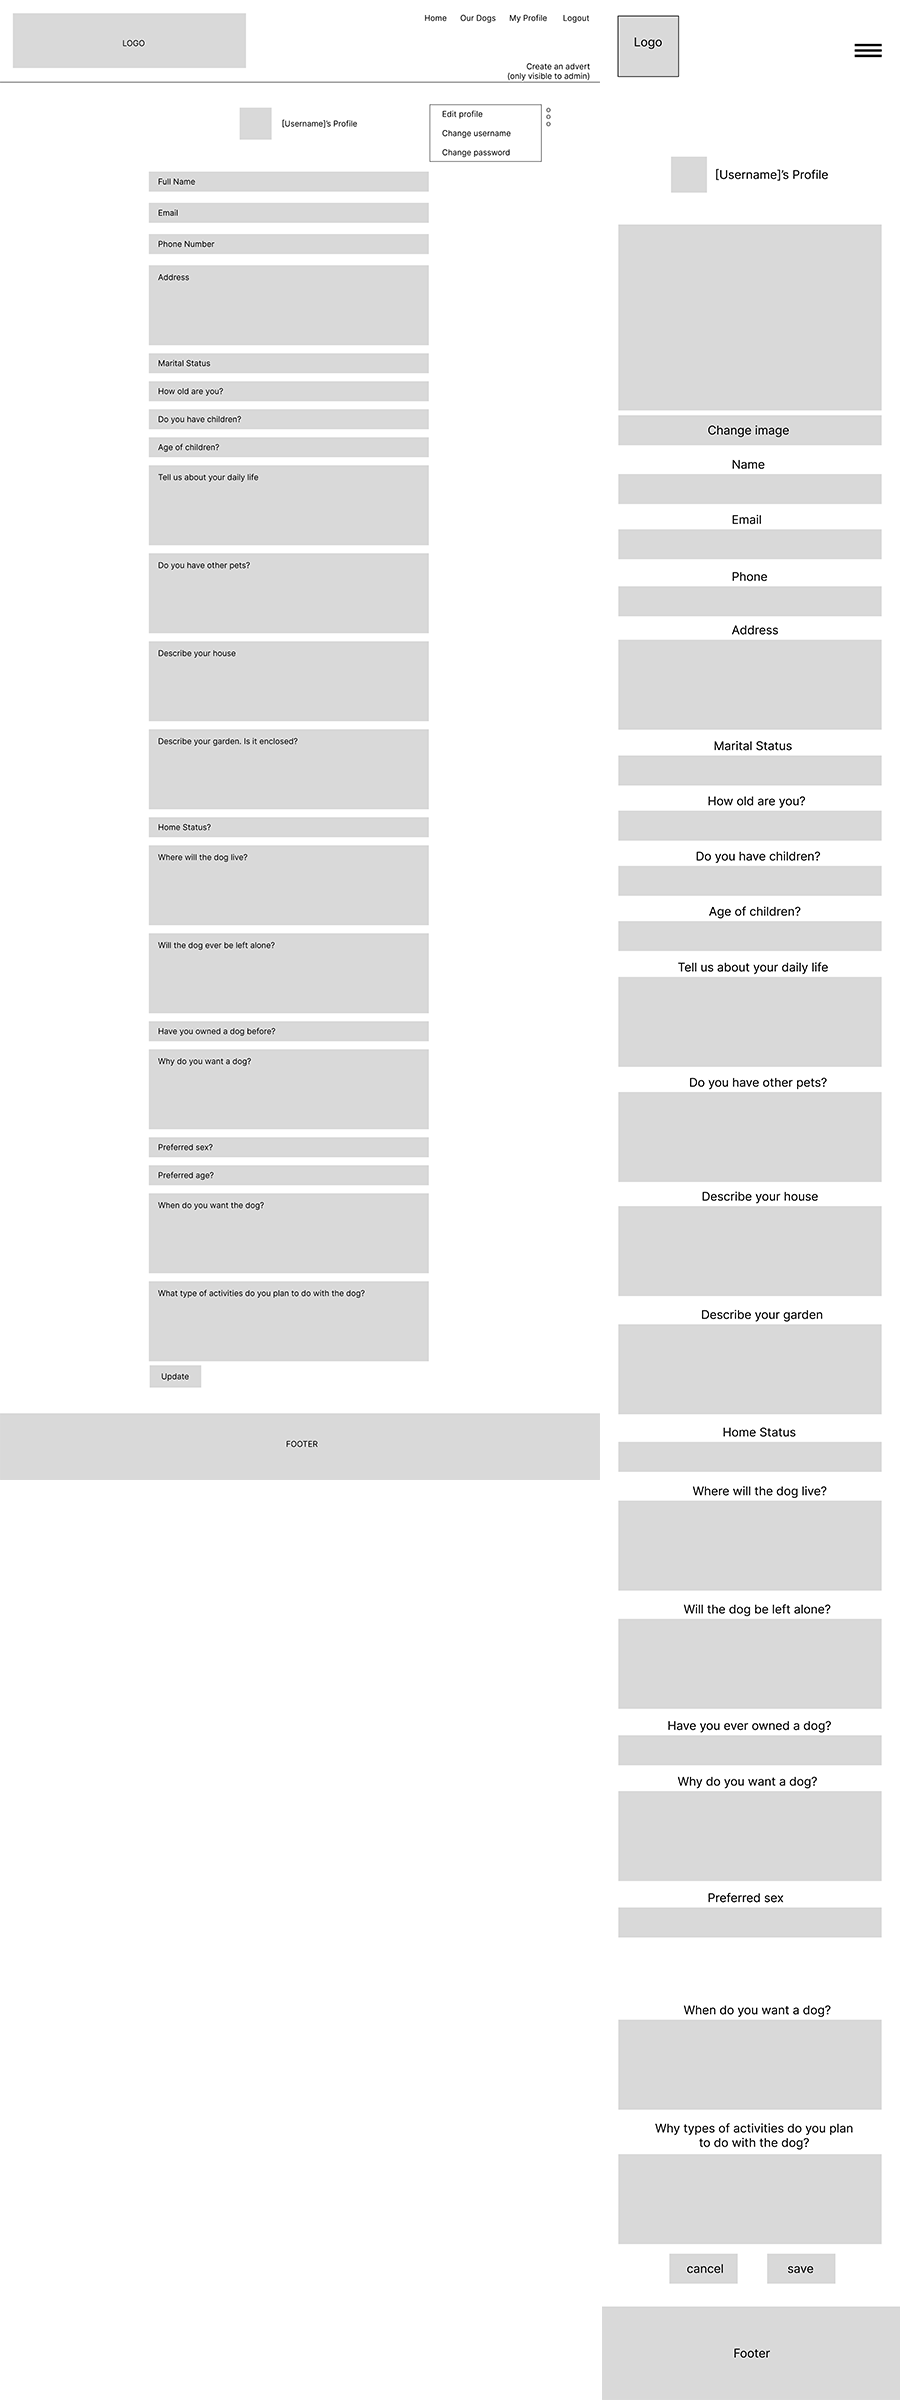 LOGO
Home
Our Dogs
My Profile
Logout
Create an advert
(only visible to admin)
[Username]'s Profile
Edit profile
Change username
Change password
Full Name
Email
Phone Number
Address
Marital Status
How old are you?
Do you have children?
Age of children?
Tell us about your daily life
Do you have other pets?
Describe your house
Describe your garden. Is it enclosed?
Home Status?
Where will the dog live?
Will the dog ever be left alone?
Have you owned a dog before?
Why do you want a dog?
Preferred sex?
Preferred age?
When do you want the dog?
What type of activities do you plan to do with the dog?
Update
FOOTER
Logo
[Username]'s Profile
Change image
Name
Email
Phone
Address
Marital Status
How old are you?
Do you have children?
Age of children?
Tell us about your daily life
Do you have other pets?
Describe your house
Describe your garden
Home Status
Where will the dog live?
Will the dog be left alone?
Have you ever owned a dog?
Why do you want a dog?
Preferred sex
When do you want a dog?
Why types of activities do you plan
to do with the dog?
cancel
save
Footer